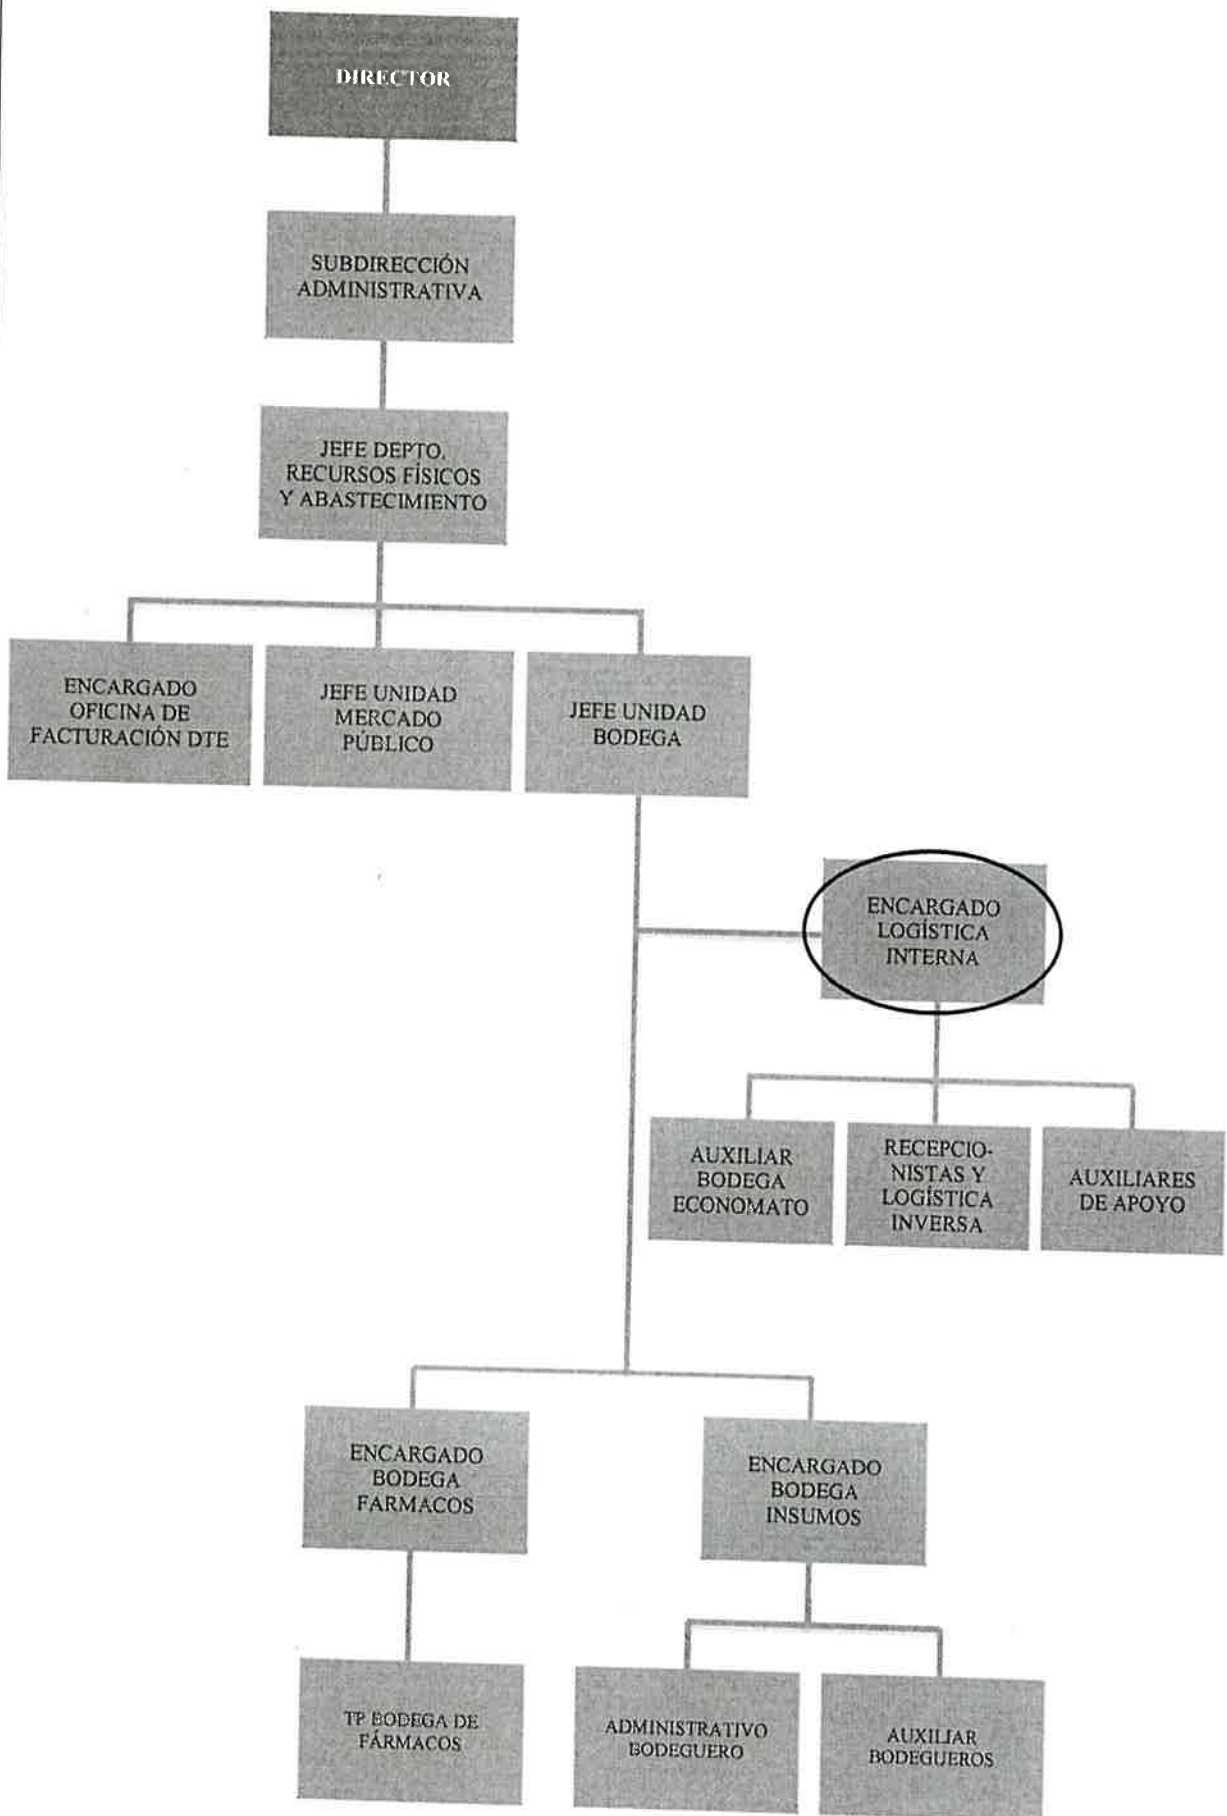 DIRECTOR
SUBDIRECCIÓN
ADMINISTRATIVA
JEFE DEPTO.
RECURSOS FÍSICOS
Y ABASTECIMIENTO
ENCARGADO
OFICINA DE
FACTURACIÓN DTE
JEFE UNIDAD
MERCADO
PÚBLICO
JEFE UNIDAD
BODEGA
ENCARGADO
LOGÍSTICA
INTERNA
AUXILIAR
BODEGA
ECONOMATO
RECEPCIO-
NISTAS Y
LOGÍSTICA
INVERSA
AUXILIARES
DE APOYO
ENCARGADO
BODEGA
FARMACOS
ENCARGADO
BODEGA
INSUMOS
TP BODEGA DE
FÁRMACOS
ADMINISTRATIVO
BODEGUERO
AUXILIAR
BODEGUEROS